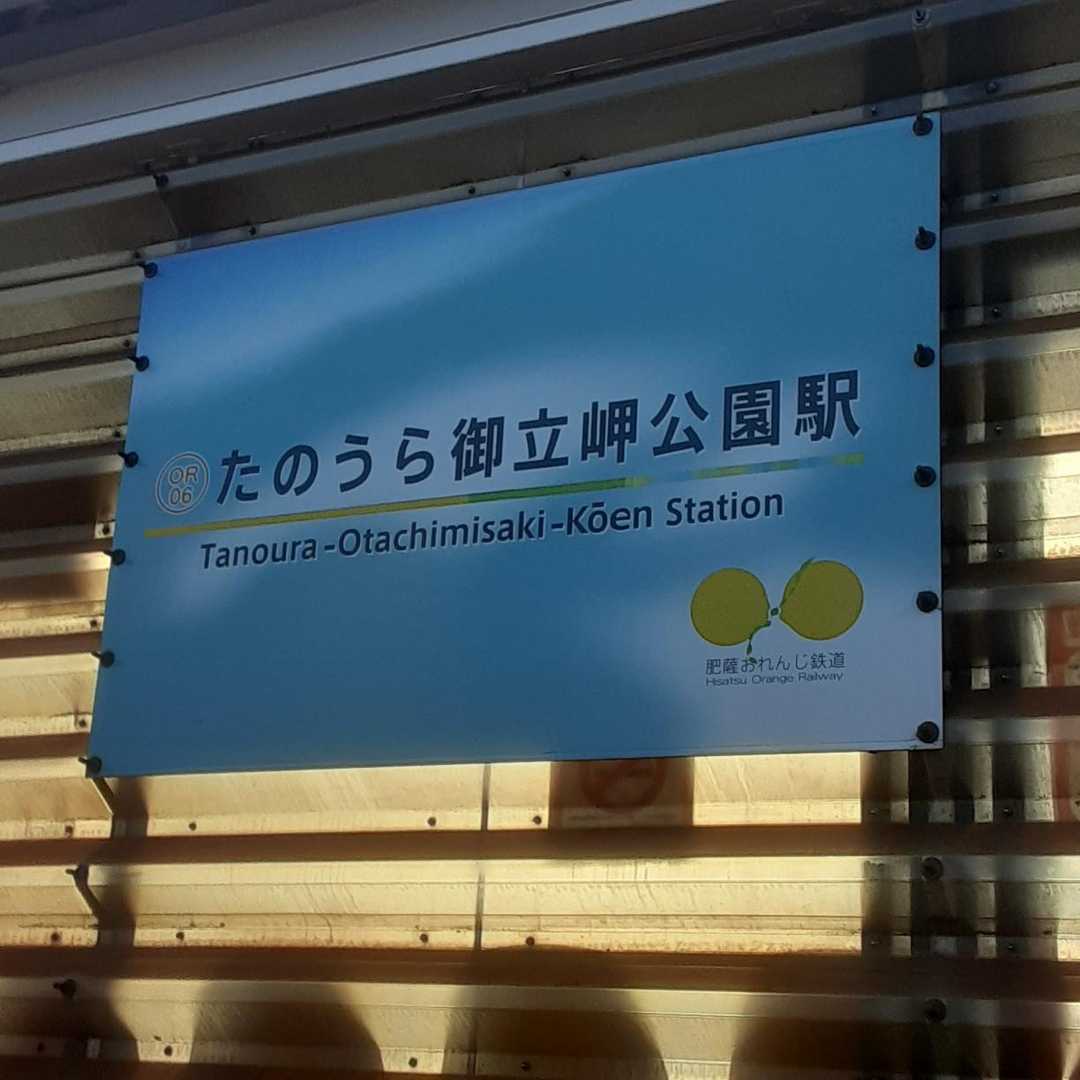 OR
06
たのうら御立岬公園駅
Tanoura-Otachimisaki-Kōen Station
肥薩おれんじ鉄道
Hisatsu Orange Railway